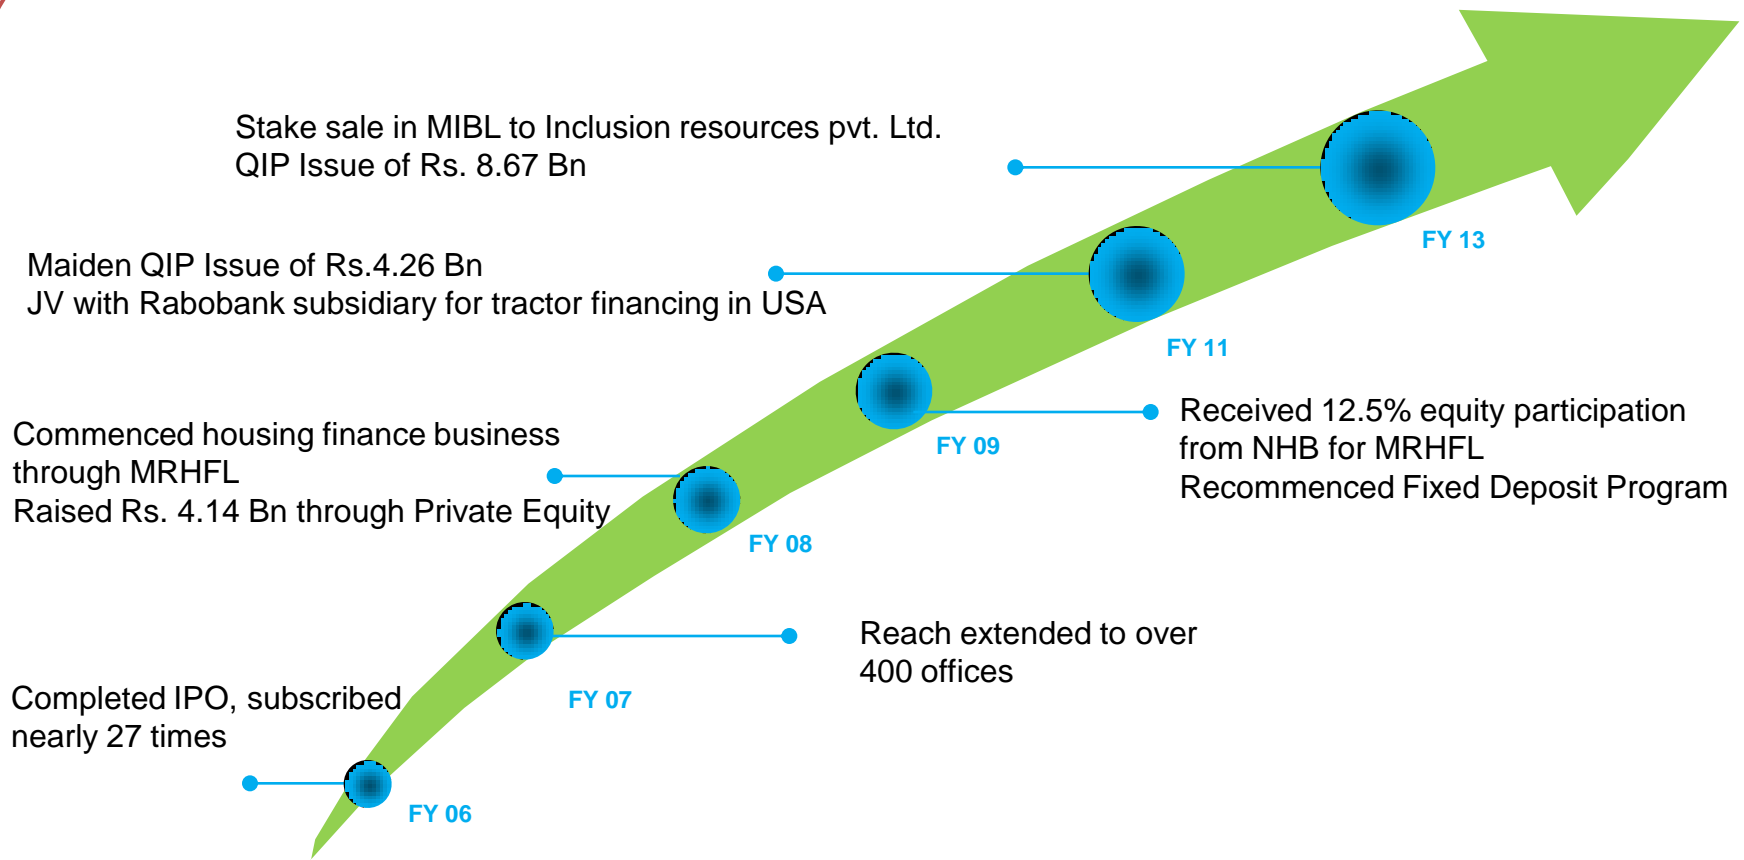 Stake sale in MIBL to Inclusion resources pvt. Ltd.
QIP Issue of Rs. 8.67 Bn
FY 13
Maiden QIP Issue of Rs.4.26 Bn
JV with Rabobank subsidiary for tractor financing in USA
FY 11
Received 12.5% equity participation
from NHB for MRHFL
Recommenced Fixed Deposit Program
FY 09
Commenced housing finance business
through MRHFL
Raised Rs. 4.14 Bn through Private Equity
FY 08
Reach extended to over
400 offices
FY 07
Completed IPO, subscribed
nearly 27 times
FY 06